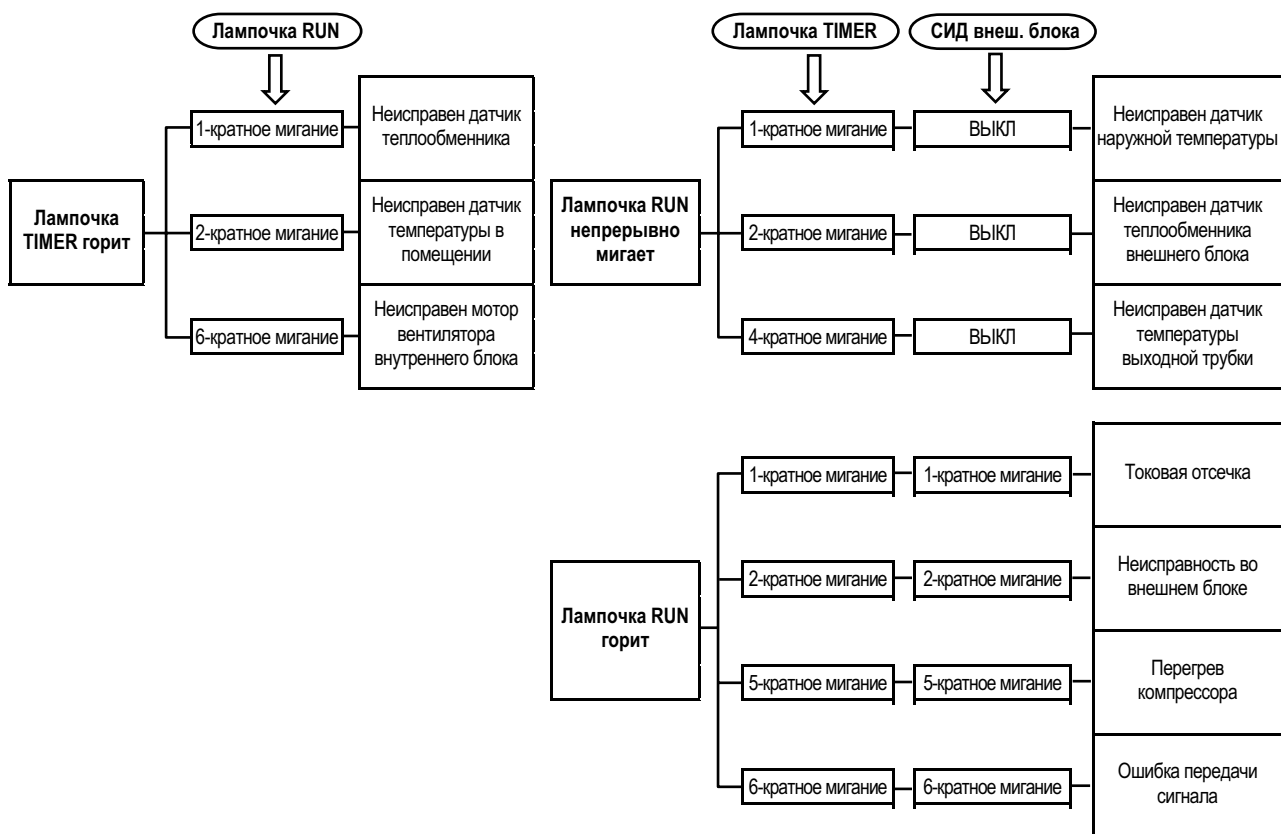 Лампочка RUN
1-кратное мигание
Неисправен датчик
теплообменника
Лампочка
TIMER горит
2-кратное мигание
Неисправен датчик
температуры в
помещении
6-кратное мигание
Неисправен мотор
вентилятора
внутреннего блока
Лампочка TIMER
СИД внеш. блока
1-кратное мигание
ВЫКЛ
Неисправен датчик
наружной температуры
Лампочка RUN
непрерывно
мигает
2-кратное мигание
ВЫКЛ
Неисправен датчик
теплообменника
внешнего блока
4-кратное мигание
ВЫКЛ
Неисправен датчик
температуры
выходной трубки
1-кратное мигание
1-кратное мигание
Токовая отсечка
Лампочка RUN
горит
2-кратное мигание
2-кратное мигание
Неисправность во
внешнем блоке
5-кратное мигание
5-кратное мигание
Перегрев
компрессора
6-кратное мигание
6-кратное мигание
Ошибка передачи
сигнала